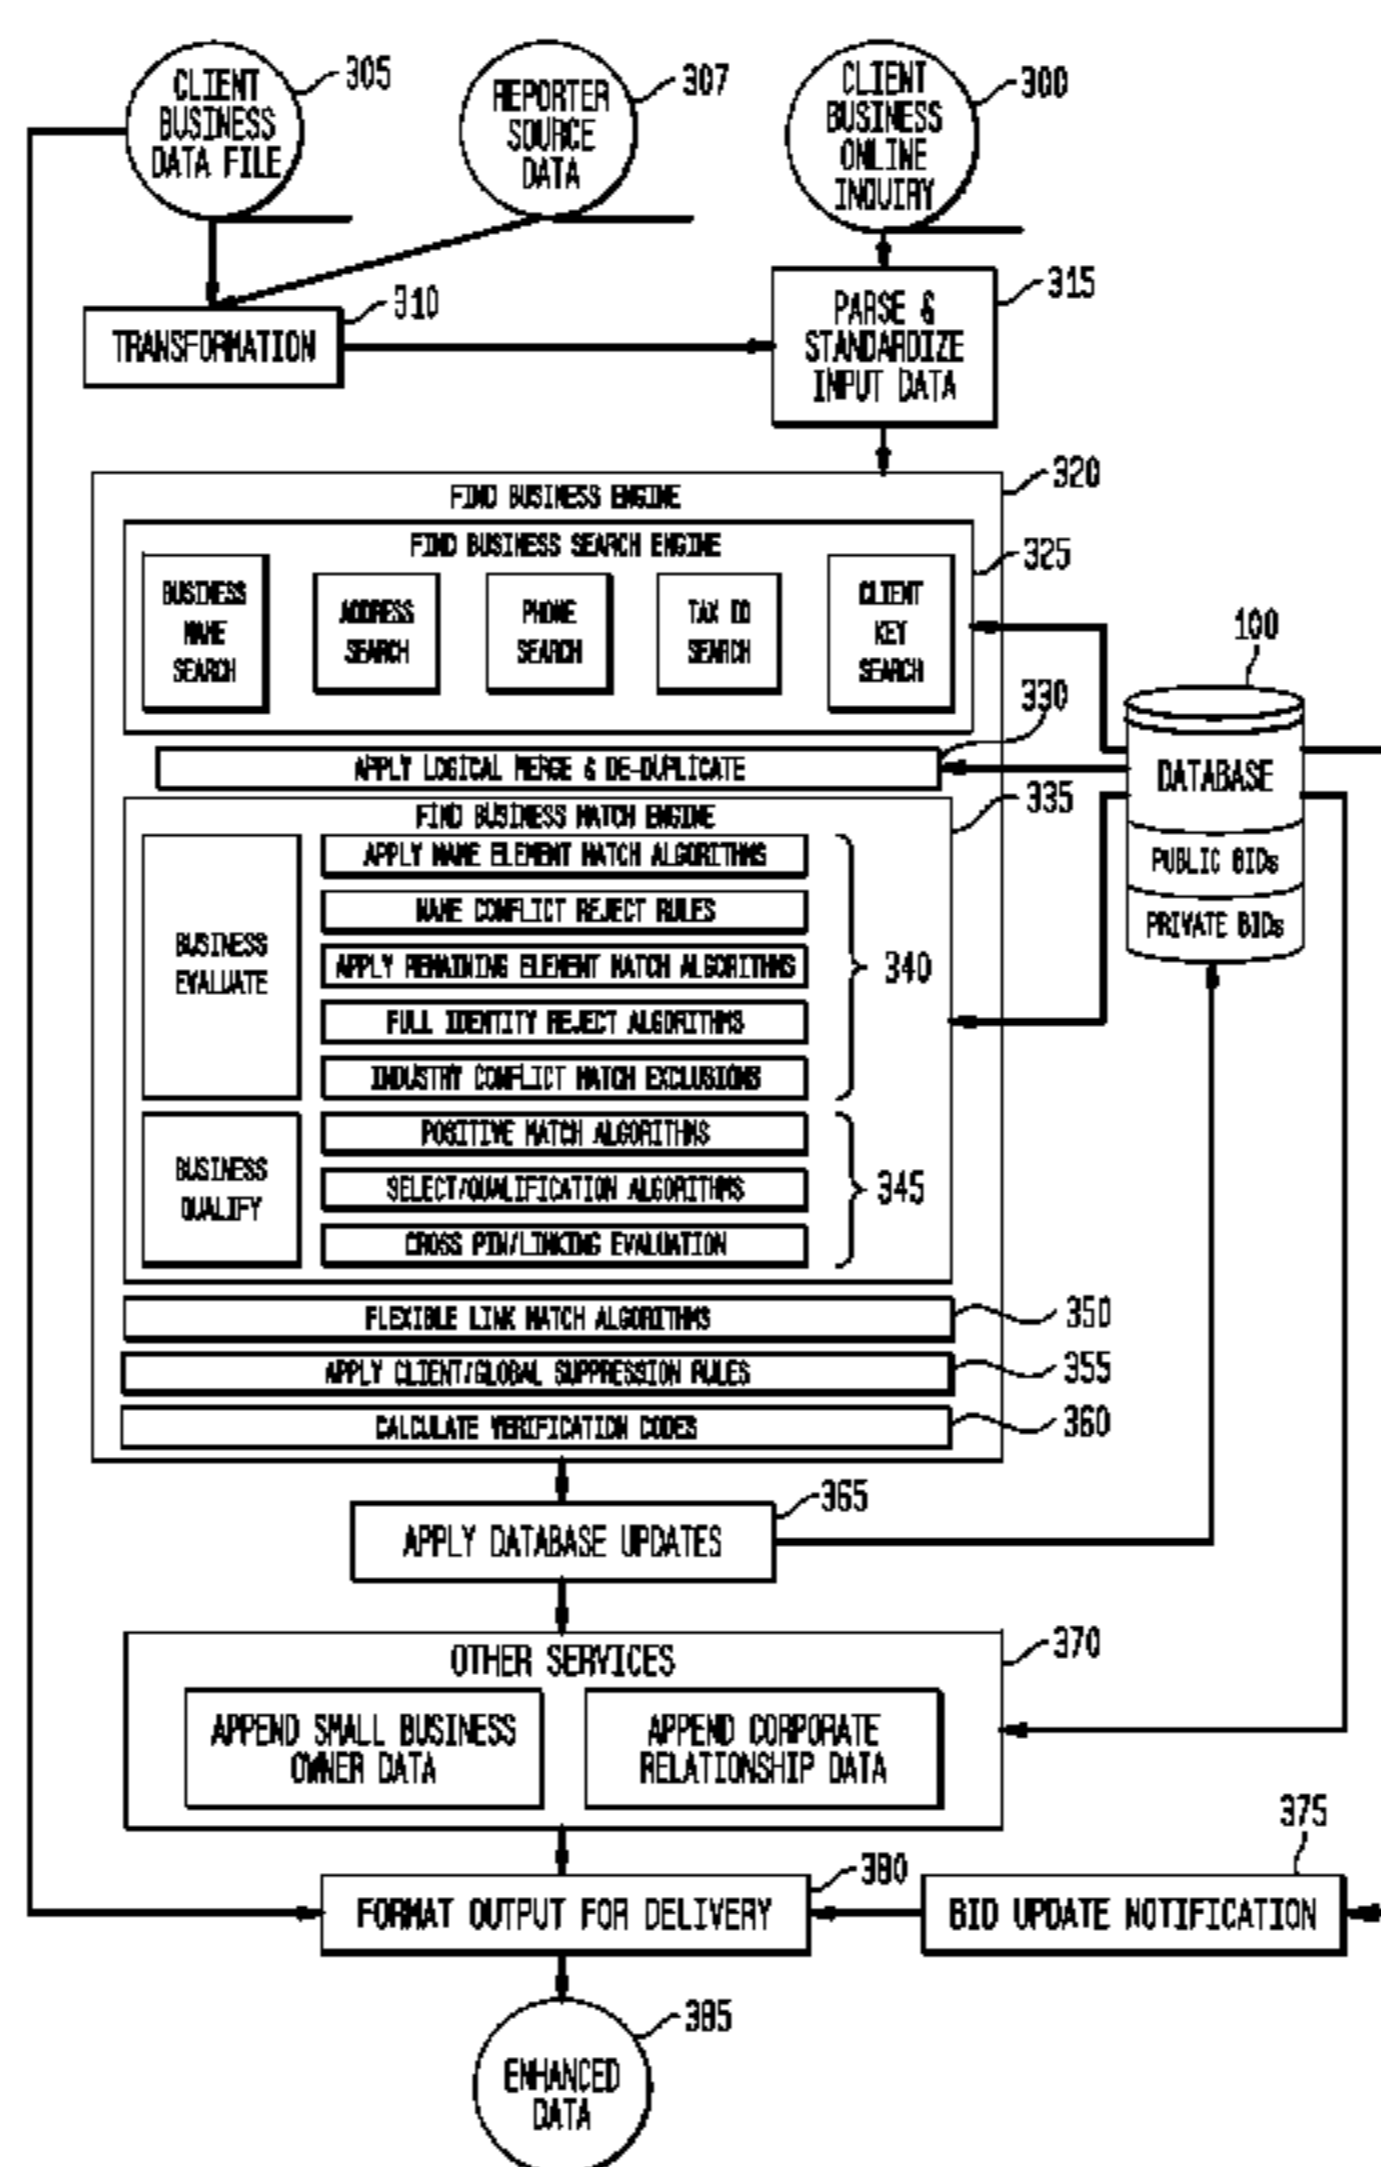 CLIENT
BUSINESS
DATA FILE
305
REPORTER
SOURCE
DATA
307
CLIENT
BUSINESS
ONLINE
INQUIRY
300
TRANSFORMATION
310
PARSE &
STANDARDIZE
INPUT DATA
315
FIND BUSINESS ENGINE
320
FIND BUSINESS SEARCH ENGINE
325
BUSINESS
NAME
SEARCH
ADDRESS
SEARCH
PHONE
SEARCH
TAX ID
SEARCH
CLIENT
KEY
SEARCH
100
DATABASE
PUBLIC BIDs
PRIVATE BIDs
330
APPLY LOGICAL MERGE & DE-DUPLICATE
335
FIND BUSINESS MATCH ENGINE
BUSINESS
EVALUATE
APPLY NAME ELEMENT MATCH ALGORITHMS
NAME CONFLICT REJECT RULES
APPLY REMAINING ELEMENT MATCH ALGORITHMS
FULL IDENTITY REJECT ALGORITHMS
INDUSTRY CONFLICT MATCH EXCLUSIONS
340
BUSINESS
QUALIFY
POSITIVE MATCH ALGORITHMS
SELECT/QUALIFICATION ALGORITHMS
CROSS PIN/LINKING EVALUATION
345
FLEXIBLE LINK MATCH ALGORITHMS
350
APPLY CLIENT/GLOBAL SUPPRESSION RULES
355
CALCULATE VERIFICATION CODES
360
APPLY DATABASE UPDATES
365
OTHER SERVICES
370
APPEND SMALL BUSINESS
OWNER DATA
APPEND CORPORATE
RELATIONSHIP DATA
375
FORMAT OUTPUT FOR DELIVERY
380
BID UPDATE NOTIFICATION
ENHANCED
DATA
385